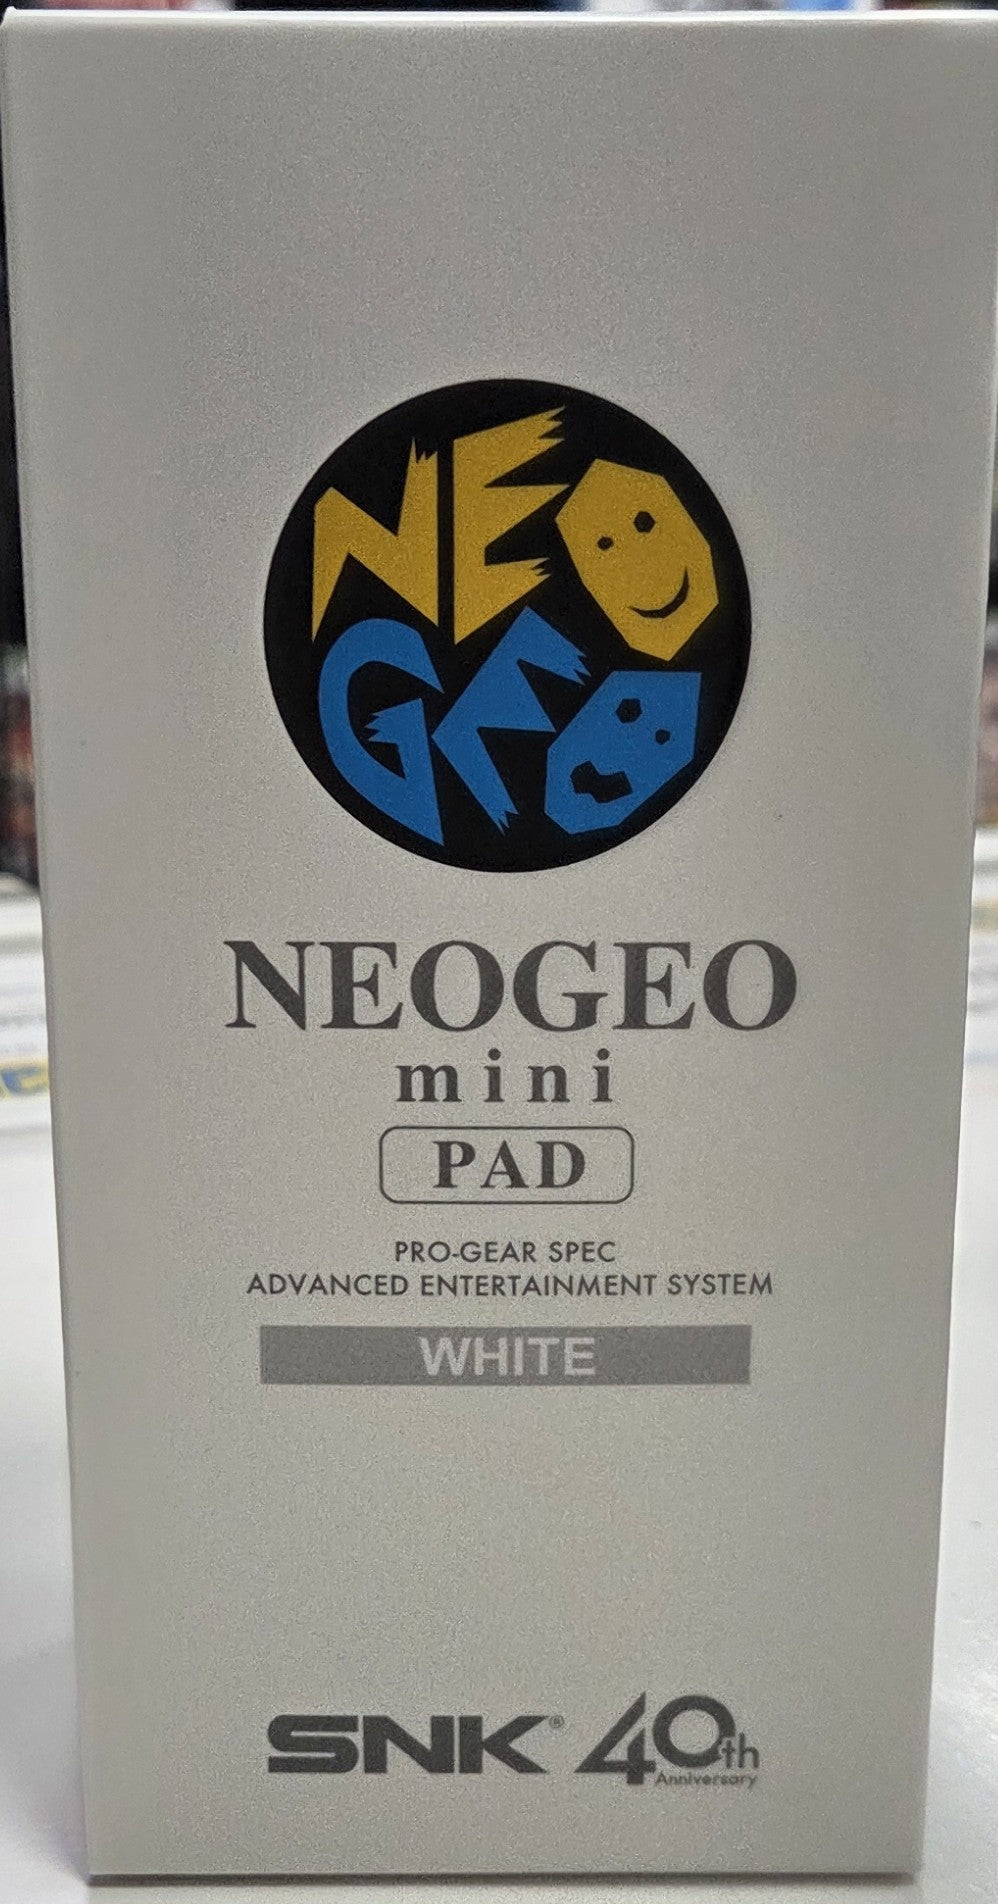 NEO
GEO
NEOGEO
mini
PAD
PRO-GEAR SPEC
ADVANCED ENTERTAINMENT SYSTEM
WHITE
SNK® 40th
Anniversary